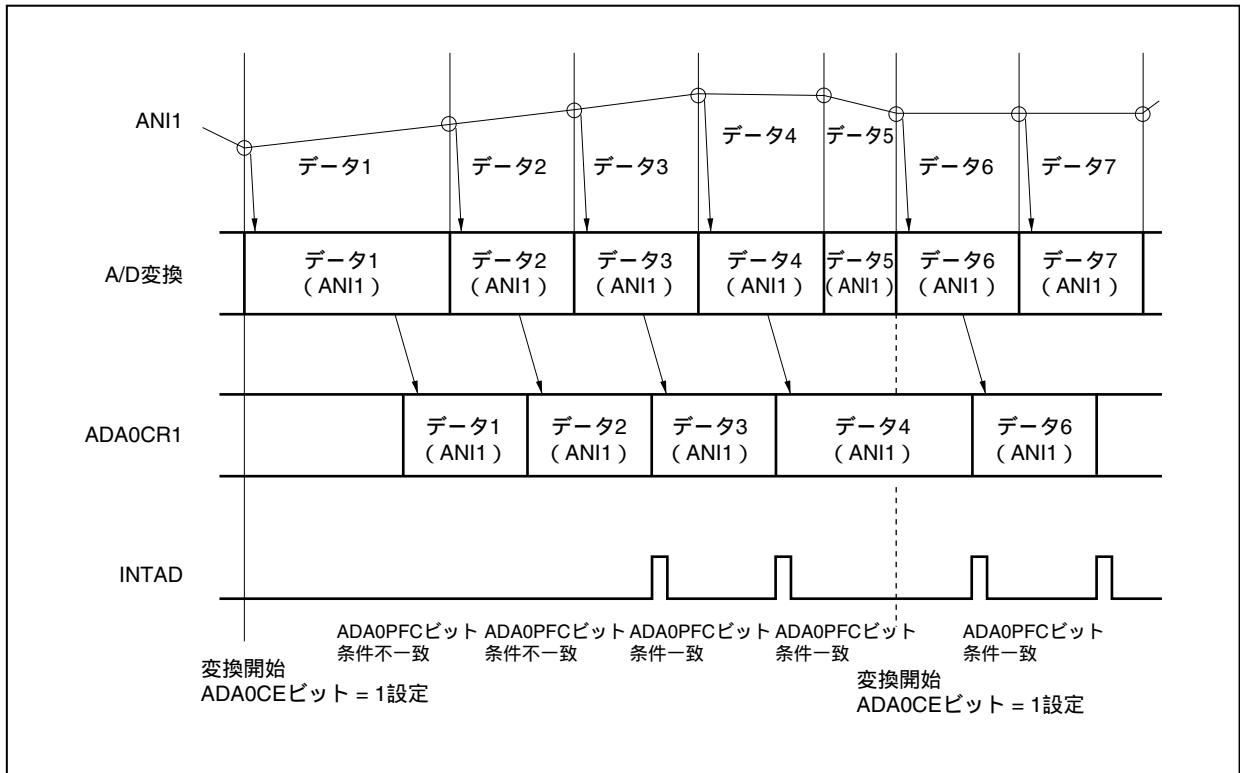 ANI1
データ1
データ2
データ3
データ4
データ5
データ6
データ7
A/D変換
データ1
（ANI1）
データ2
（ANI1）
データ3
（ANI1）
データ4
（ANI1）
データ5
（ANI1）
データ6
（ANI1）
データ7
（ANI1）
ADA0CR1
データ1
（ANI1）
データ2
（ANI1）
データ3
（ANI1）
データ4
（ANI1）
データ6
（ANI1）
INTAD
ADA0PFCビット
条件不一致
ADA0PFCビット
条件不一致
ADA0PFCビット
条件一致
ADA0PFCビット
条件一致
ADA0PFCビット
条件一致
変換開始
ADA0CEビット = 1設定
変換開始
ADA0CEビット = 1設定